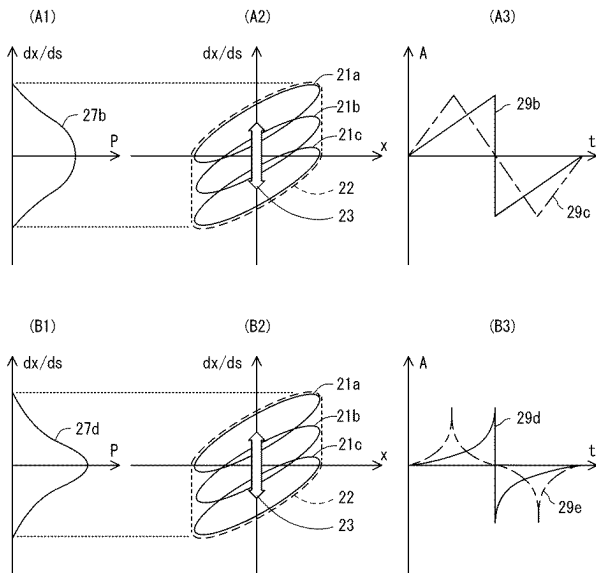 (A1)
(A2)
(A3)
dx/ds
27b
P
dx/ds
21a
21b
21c
x
22
23
A
29b
t
29c
(B1)
(B2)
(B3)
dx/ds
27d
P
dx/ds
21a
21b
21c
x
22
23
A
29d
t
29e